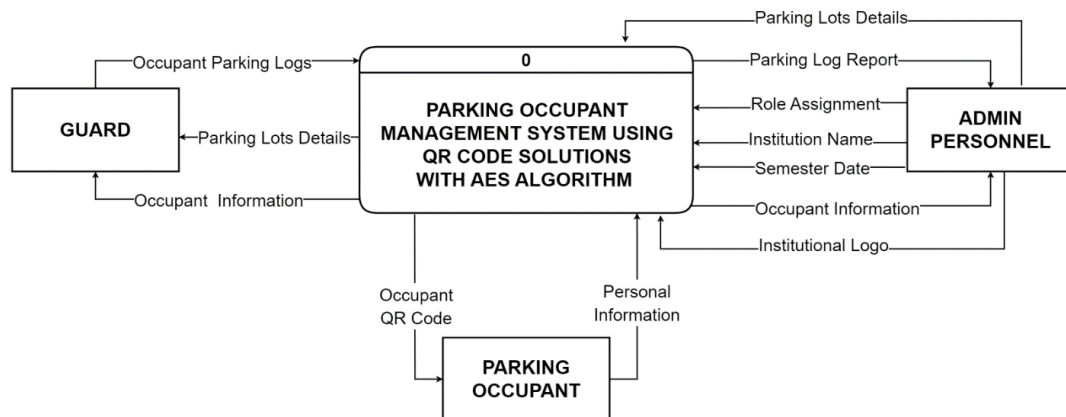 Parking Lots Details
0
Occupant Parking Logs
Parking Log Report
GUARD
PARKING OCCUPANT
MANAGEMENT SYSTEM USING
QR CODE SOLUTIONS
WITH AES ALGORITHM
Role Assignment
ADMIN
PERSONNEL
Parking Lots Details
Institution Name
Semester Date
Occupant Information
Occupant Information
Institutional Logo
Occupant
QR Code
Personal
Information
PARKING
OCCUPANT